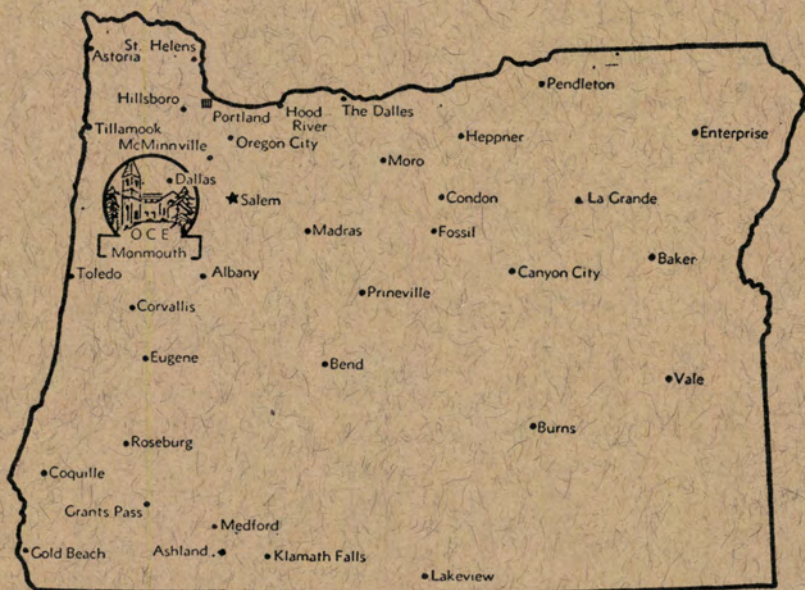 St. Helens
Astoria
Pendleton
Hillsboro
Portland
Hood
River
The Dalles
Tillamook
McMinnville
Oregon City
Heppner
Enterprise
Moro
Dallas
Salem
Condon
La Grande
OCE
Monmouth
Madras
Fossil
Baker
Toledo
Albany
Canyon City
Prineville
Corvallis
Eugene
Bend
Vale
Burns
Roseburg
Coquille
Grants Pass
Medford
Gold Beach
Ashland
Klamath Falls
Lakeview